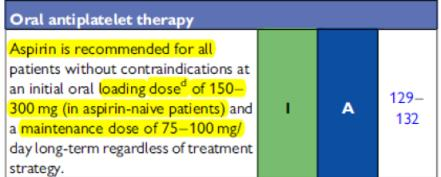 Oral antiplatelet therapy
Aspirin is recommended for all
patients without contraindications at
an initial oral loading dosed of 150–
300 mg (in aspirin-naive patients) and
a maintenance dose of 75–100 mg/
day long-term regardless of treatment
strategy.
I
A
129–
132